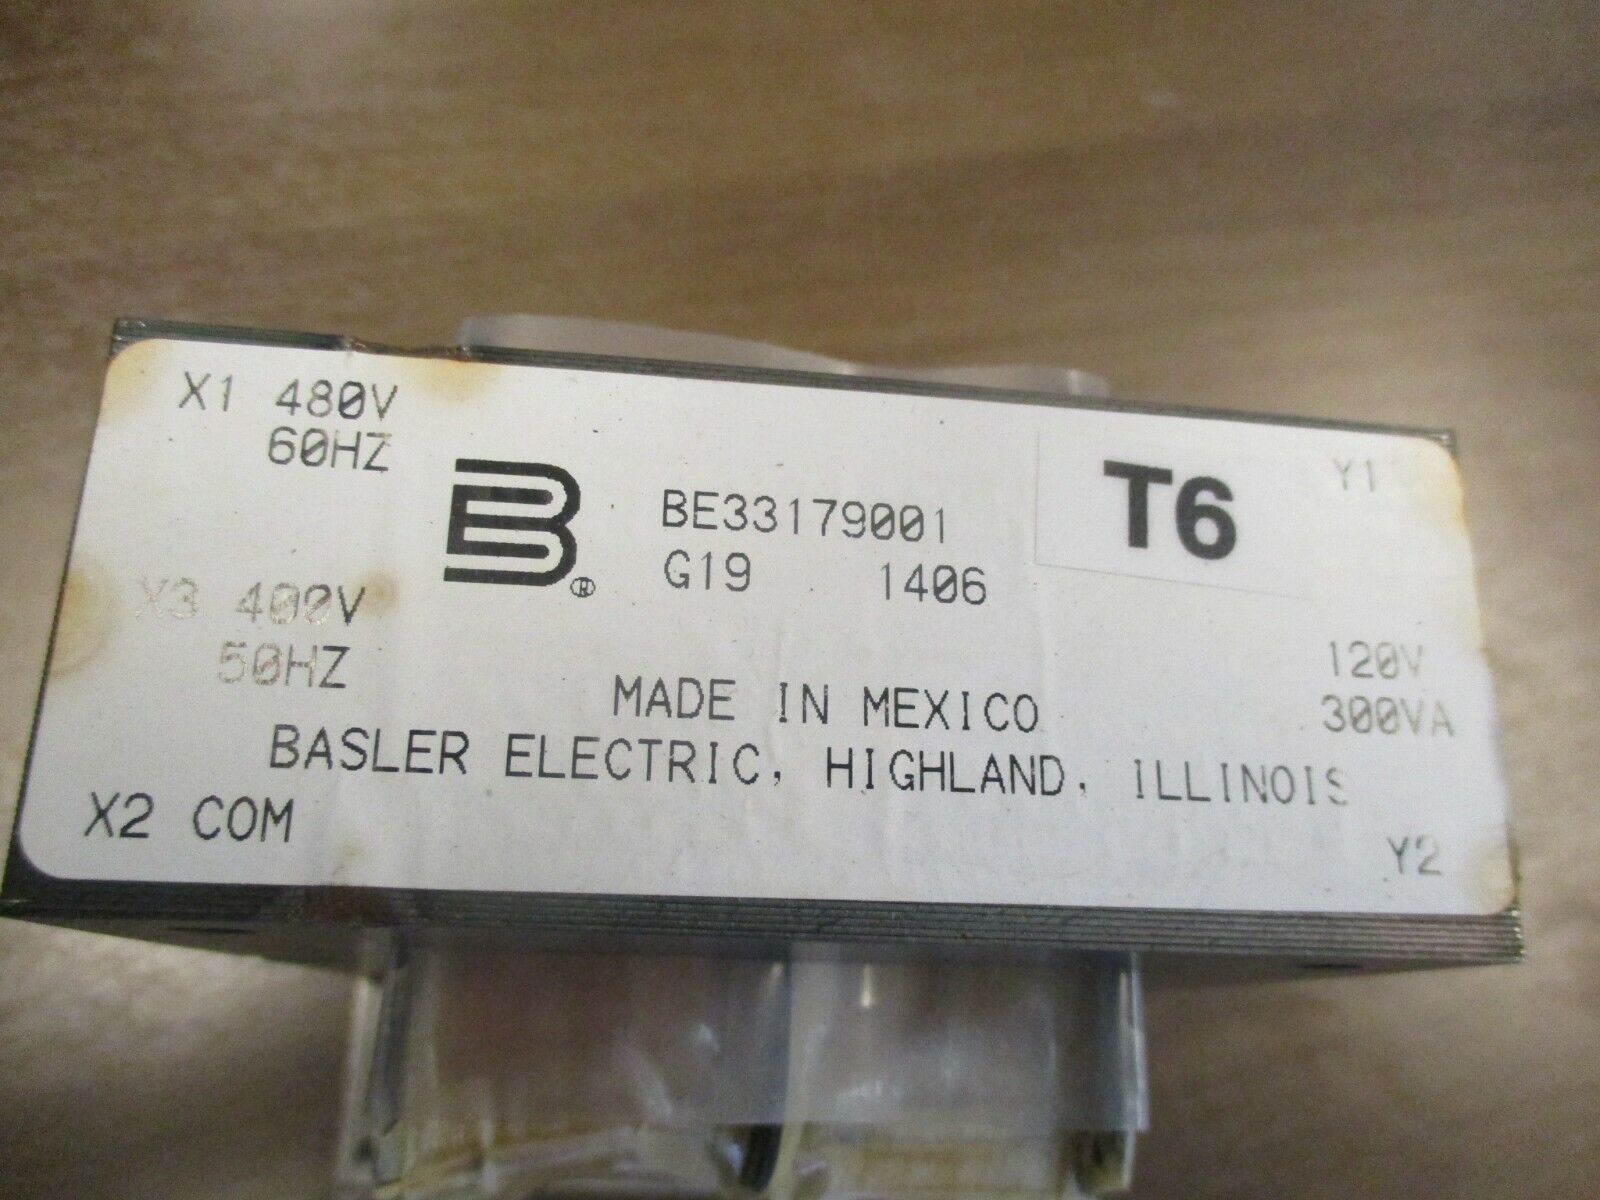 X1 480V
60HZ
B®
BE33179001
G19 1406
T6
Y1
X3 400V
50HZ
120V
300VA
MADE IN MEXICO
BASLER ELECTRIC, HIGHLAND, ILLINOIS
X2 COM
Y2